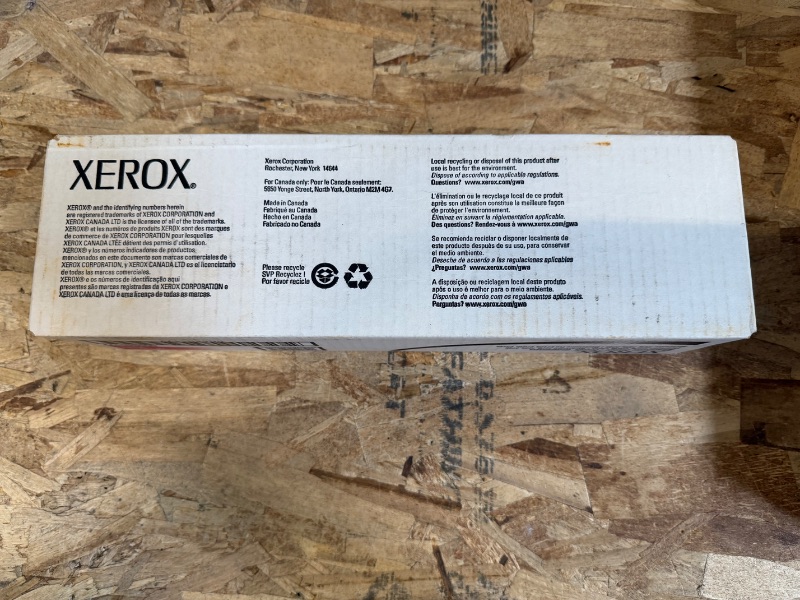 XEROX®
XEROX® and the identifying numbers herein
are registered trademarks of XEROX CORPORATION and
XEROX CANADA LTD is the licensee of all of the trademarks.
XEROX® et les numéros de produits XEROX sont des marques
de commerce de XEROX CORPORATION pour lesquelles
XEROX CANADA LTEE détient des permis d'utilisation.
XEROX® y los números indicadores de productos,
mencionados en este documento son marcas comerciales de
XEROX CORPORATION, y XEROX CANADA LTD es el licenciatario
de todas las marcas comerciales.
XEROX® e os números de identificação aqui
presentes são marcas registradas da XEROX CORPORATION e
XEROX CANADA LTD é uma licença de todas as marcas.
Xerox Corporation
Rochester, New York 14644
For Canada only: Pour le Canada seulement:
5650 Yonge Street, North York, Ontario M2M 4G7.
Made in Canada
Fabriqué au Canada
Hecho en Canada
Fabricado no Canada
Please recycle
SVP Recyclez !
Por favor recicle
Local recycling or disposal of this product after
use is best for the environment.
Dispose of according to applicable regulations.
Questions? www.xerox.com/gwa
L'élimination ou le recyclage local de ce produit
après son utilisation constitue la meilleure façon
de protéger l'environnement.
Éliminez en suivant la réglementation applicable.
Des questions? Rendez-vous à www.xerox.com/gwa
Se recomienda reciclar o disponer localmente de
este producto después de su uso, para conservar
el medio ambiente.
Deseche de acuerdo a las regulaciones aplicables
¿Preguntas? www.xerox.com/gwa
A disposição ou reciclagem local deste produto
após o uso é melhor para o meio ambiente.
Disponha de acordo com os regulamentos aplicáveis.
Perguntas? www.xerox.com/gwa